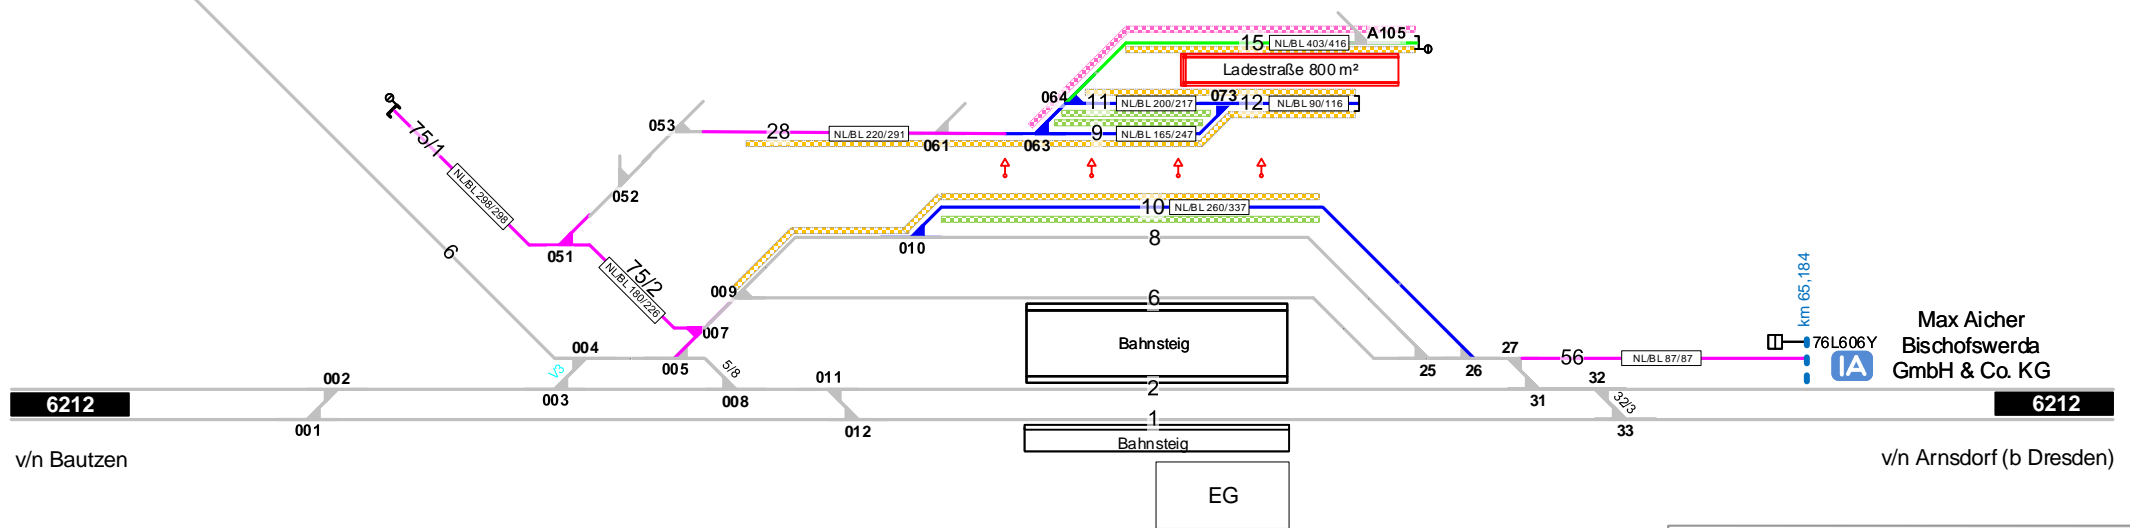 A105
15 NL/BL 403/416
Ladestraße 800 m²
064 11 NL/BL 200/217 073 12 NL/BL 90/116
053 28 NL/BL 220/291 061 063 9 NL/BL 165/247
75/1
NL/BL 298/298
052
10 NL/BL 260/337
010 8
6
051
75/2
NL/BL 180/226
009 6
km 65,184
007
004 005 5/8
Bahnsteig
27 56 NL/BL 87/87
76L606Y
IA
Max Aicher
Bischofswerda
GmbH & Co. KG
V3
25 26 32
002 003 008 011 2 31
6212 6212
32/3
001 012 1 33
Bahnsteig
v/n Bautzen v/n Arnsdorf (b Dresden)
EG